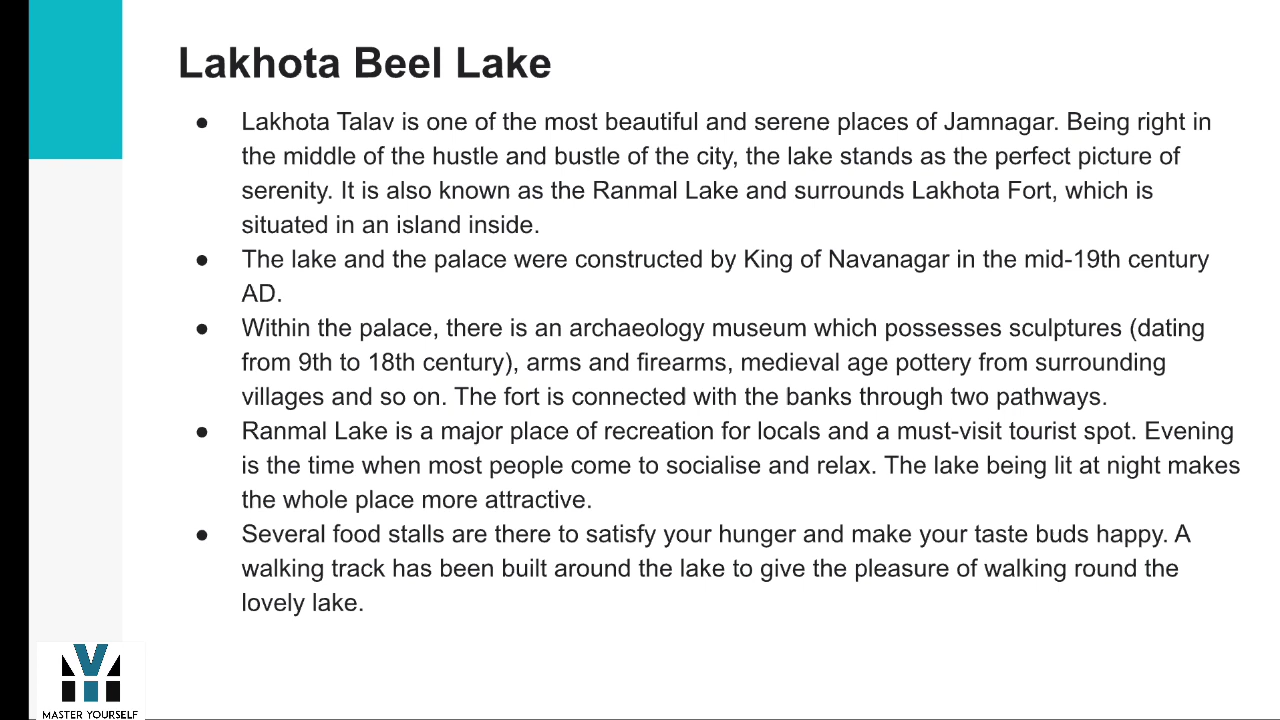 Lakhota Beel Lake
● Lakhota Talav is one of the most beautiful and serene places of Jamnagar. Being right in
the middle of the hustle and bustle of the city, the lake stands as the perfect picture of
serenity. It is also known as the Ranmal Lake and surrounds Lakhota Fort, which is
situated in an island inside.
● The lake and the palace were constructed by King of Navanagar in the mid-19th century
AD.
● Within the palace, there is an archaeology museum which possesses sculptures (dating
from 9th to 18th century), arms and firearms, medieval age pottery from surrounding
villages and so on. The fort is connected with the banks through two pathways.
● Ranmal Lake is a major place of recreation for locals and a must-visit tourist spot. Evening
is the time when most people come to socialise and relax. The lake being lit at night makes
the whole place more attractive.
● Several food stalls are there to satisfy your hunger and make your taste buds happy. A
walking track has been built around the lake to give the pleasure of walking round the
lovely lake.
MASTER YOURSELF